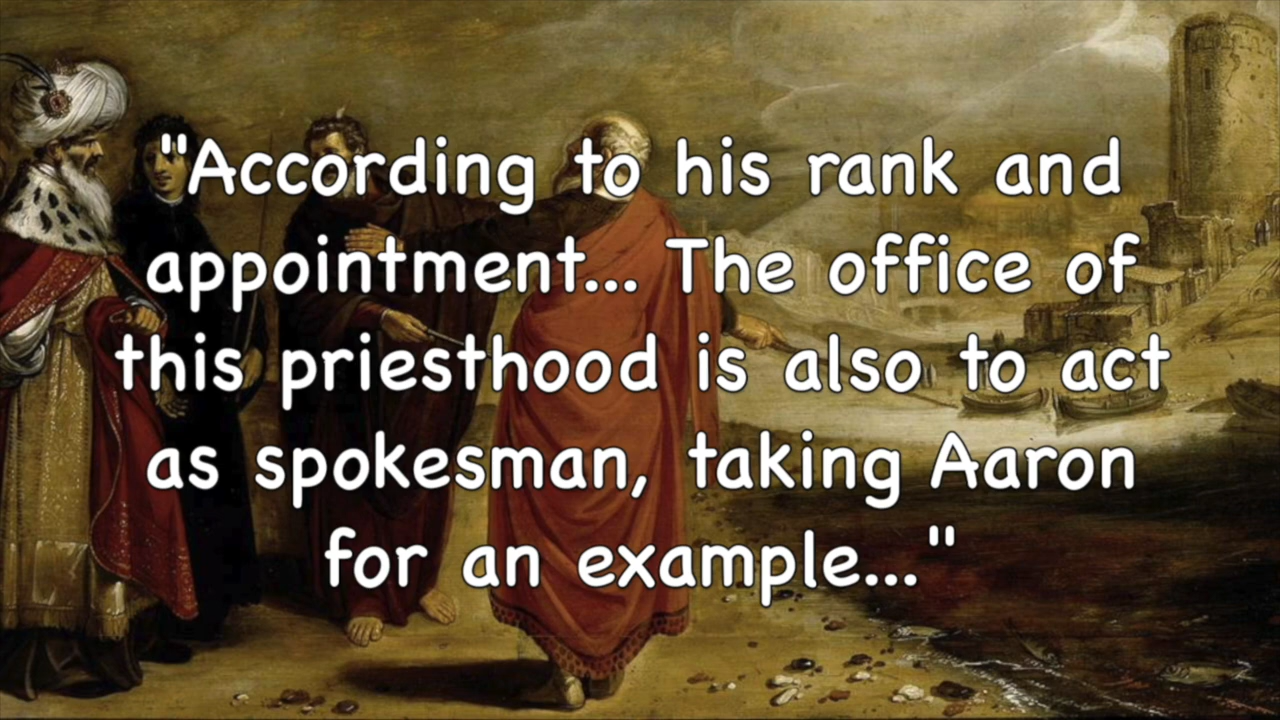 "According to his rank and
appointment... The office of
this priesthood is also to act
as spokesman, taking Aaron
for an example..."